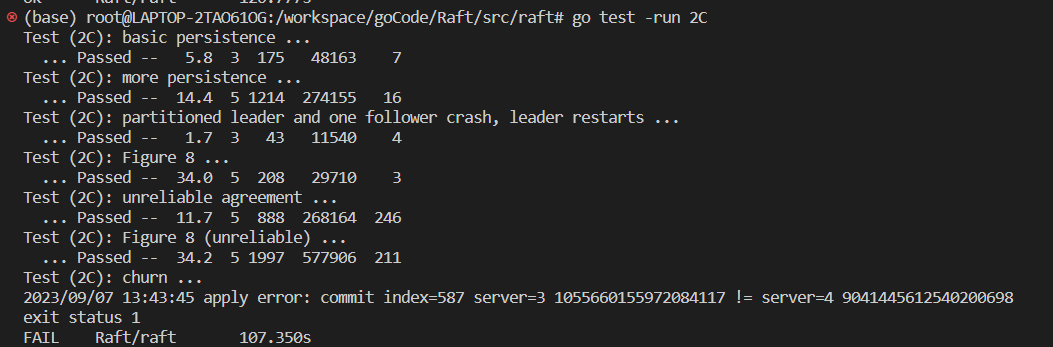 (base) root@LAPTOP-2TAO61OG:/workspace/goCode/Raft/src/raft# go test -run 2C
Test (2C): basic persistence ...
  ... Passed --   5.8  3  175   48163    7
Test (2C): more persistence ...
  ... Passed --  14.4  5 1214  274155   16
Test (2C): partitioned leader and one follower crash, leader restarts ...
  ... Passed --   1.7  3   43   11540    4
Test (2C): Figure 8 ...
  ... Passed --  34.0  5  208   29710    3
Test (2C): unreliable agreement ...
  ... Passed --  11.7  5  888  268164  246
Test (2C): Figure 8 (unreliable) ...
  ... Passed --  34.2  5 1997  577906  211
Test (2C): churn ...
2023/09/07 13:43:45 apply error: commit index=587 server=3 1055660155972084117 != server=4 9041445612540200698
exit status 1
FAIL    Raft/raft       107.350s